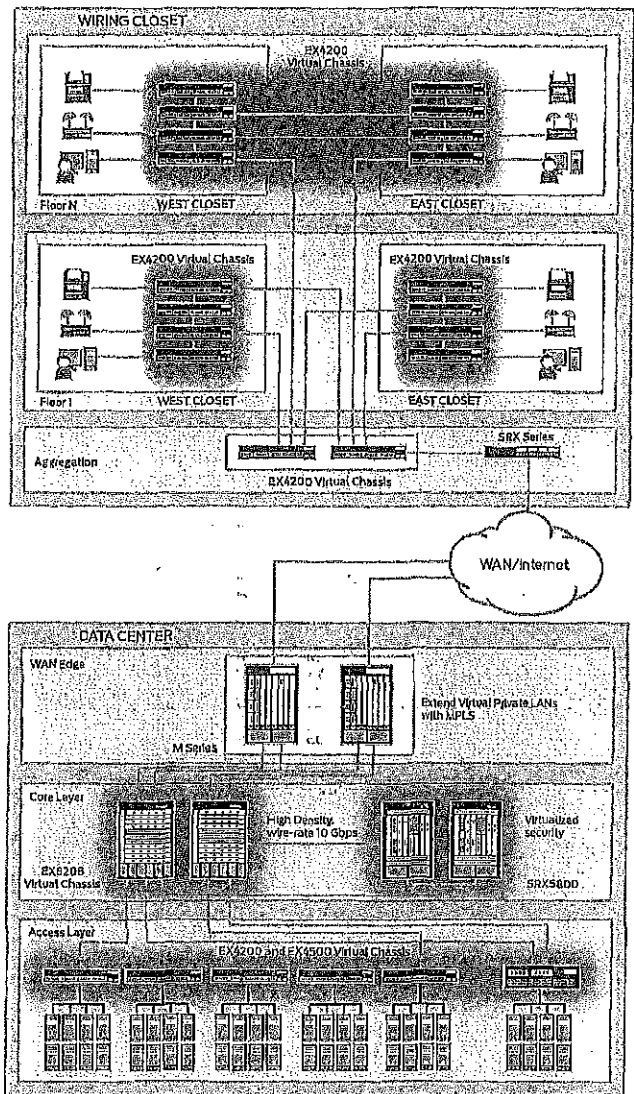 WIRING CLOSET
EX4200
Virtual Chassis
Floor N
WEST CLOSET
EAST CLOSET
EX4200 Virtual Chassis
EX4200 Virtual Chassis
Floor 1
WEST CLOSET
EAST CLOSET
Aggregation
SRX Series
EX4200 Virtual Chassis
WAN/Internet
DATA CENTER
WAN Edge
Extend Virtual Private LANs
with MPLS
M Series
Core Layer
High Density,
wire-rate 10 Gbps
Virtualized
security
EX8208
Virtual Chassis
SRX5800
Access Layer
EX4200 and EX4500 Virtual Chassis